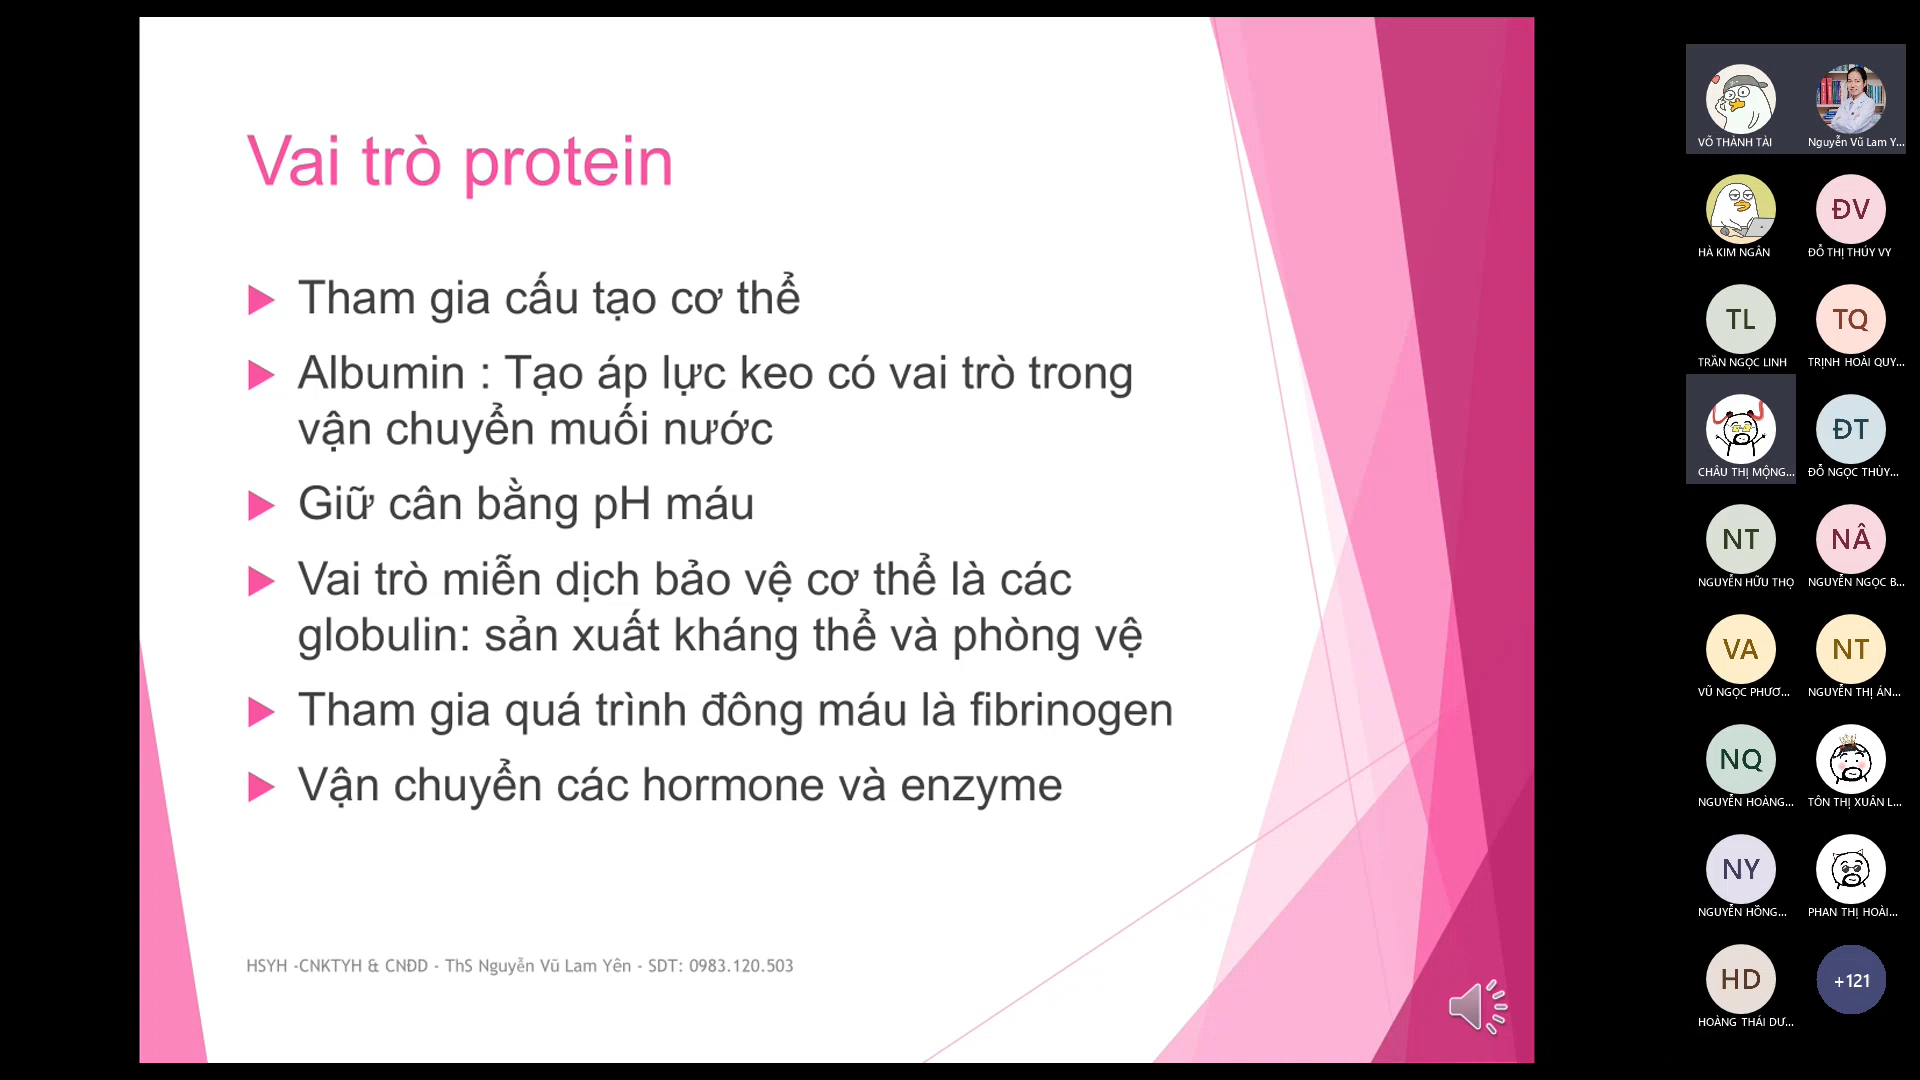 Vai trò protein
Tham gia cấu tạo cơ thể
Albumin : Tạo áp lực keo có vai trò trong
vận chuyển muối nước
Giữ cân bằng pH máu
Vai trò miễn dịch bảo vệ cơ thể là các
globulin: sản xuất kháng thể và phòng vệ
Tham gia quá trình đông máu là fibrinogen
Vận chuyển các hormone và enzyme
HSYH -CNKTYH & CNĐD - ThS Nguyễn Vũ Lam Yên - SDT: 0983.120.503
VÕ THÀNH TÀI
Nguyễn Vũ Lam Y...
HÀ KIM NGÂN
ĐV
ĐỖ THỊ THÚY VY
TL
TRẦN NGỌC LINH
TQ
TRỊNH HOÀI QUY...
CHÂU THỊ MỘNG...
ĐT
ĐỖ NGỌC THÙY...
NT
NGUYỄN HỮU THỌ
NÂ
NGUYỄN NGỌC B...
VA
VŨ NGỌC PHƯƠ...
NT
NGUYỄN THỊ ÁN...
NQ
NGUYỄN HOÀNG...
TÔN THỊ XUÂN L...
NY
NGUYỄN HỒNG...
PHAN THỊ HOÀI...
HD
HOÀNG THÁI DƯ...
+121